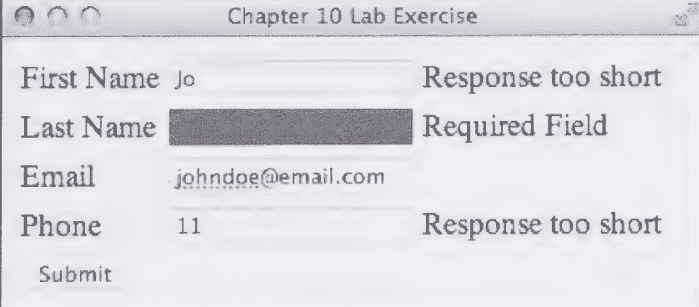 Chapter 10 Lab Exercise
First Name Jo Response too short
Last Name Required Field
Email johndoe@email.com
Phone 11 Response too short
Submit